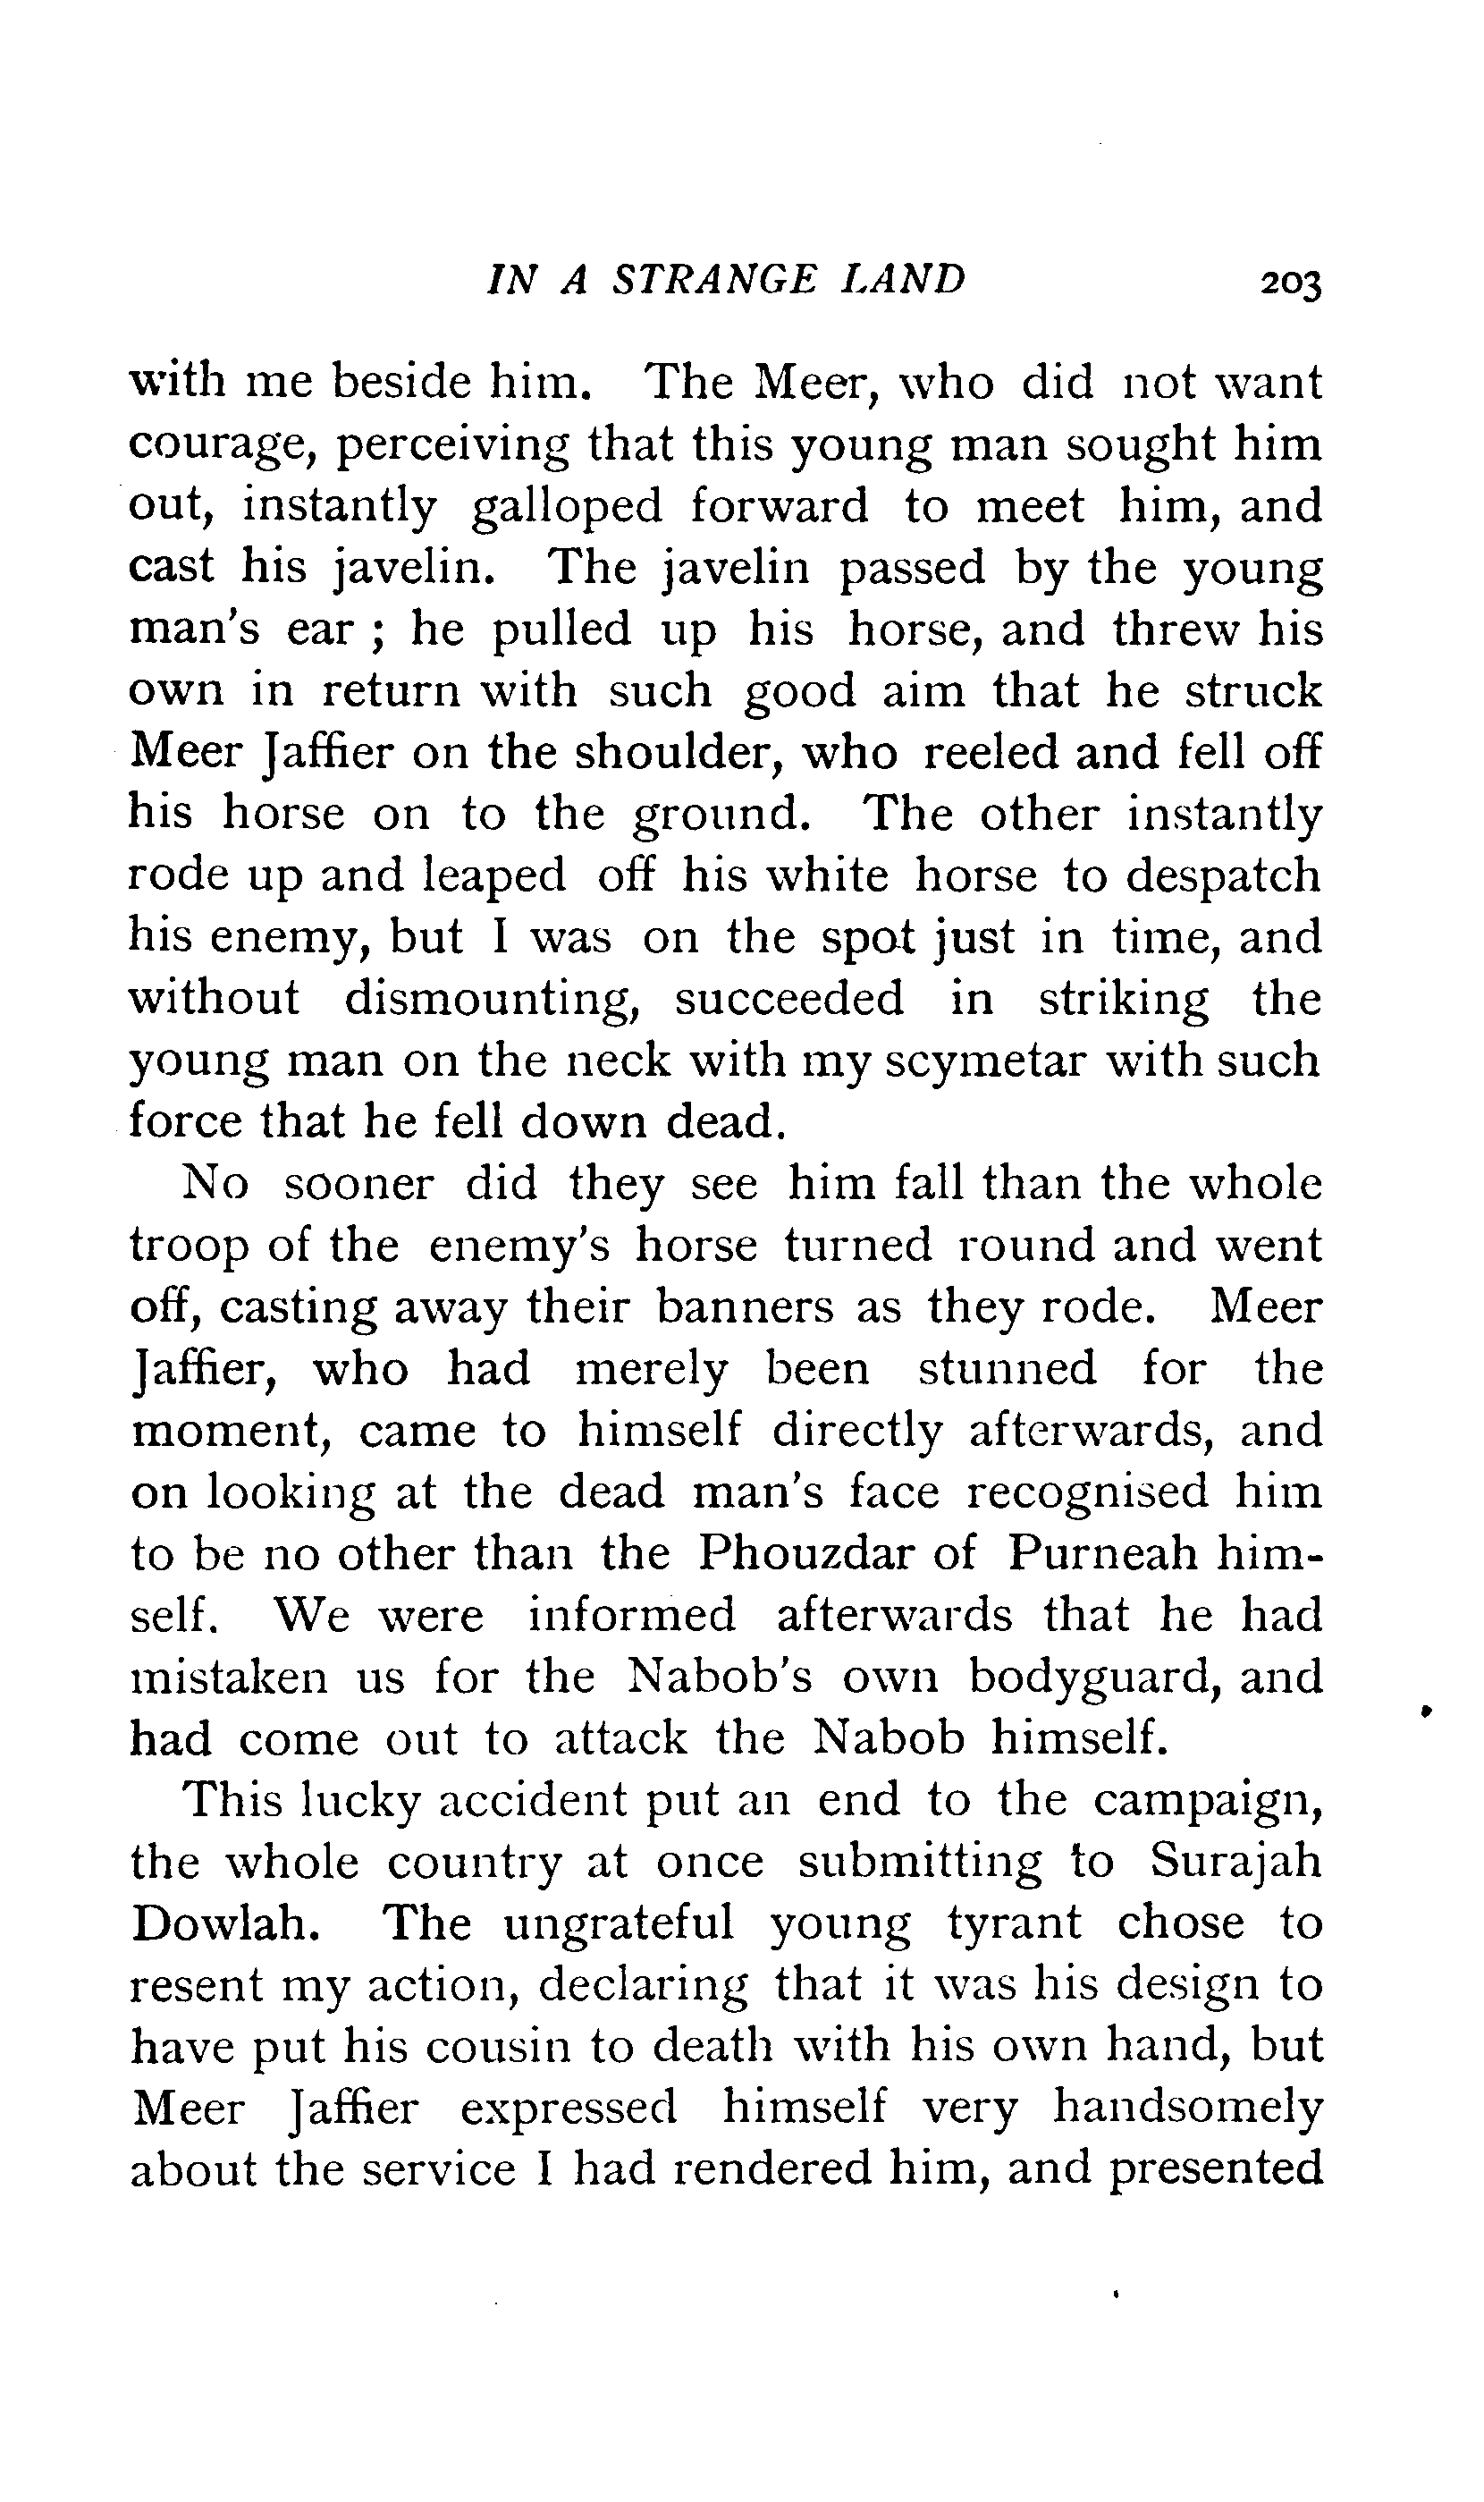 IN A STRANGE LAND 203
with me beside him. The Meer, who did not want
courage, perceiving that this young man sought him
out, instantly galloped forward to meet him, and
cast his javelin. The javelin passed by the young
man's ear ; he pulled up his horse, and threw his
own in return with such good aim that he struck
Meer Jaffier on the shoulder, who reeled and fell off
his horse on to the ground. The other instantly
rode up and leaped off his white horse to despatch
his enemy, but I was on the spot just in time, and
without dismounting, succeeded in striking the
young man on the neck with my scymetar with such
force that he fell down dead.
No sooner did they see him fall than the whole
troop of the enemy's horse turned round and went
off, casting away their banners as they rode. Meer
Jaffier, who had merely been stunned for the
moment, came to himself directly afterwards, and
on looking at the dead man's face recognised him
to be no other than the Phouzdar of Purneah him-
self. We were informed afterwards that he had
mistaken us for the Nabob's own bodyguard, and
had come out to attack the Nabob himself.
This lucky accident put an end to the campaign,
the whole country at once submitting to Surajah
Dowlah. The ungrateful young tyrant chose to
resent my action, declaring that it was his design to
have put his cousin to death with his own hand, but
Meer Jaffier expressed himself very handsomely
about the service I had rendered him, and presented